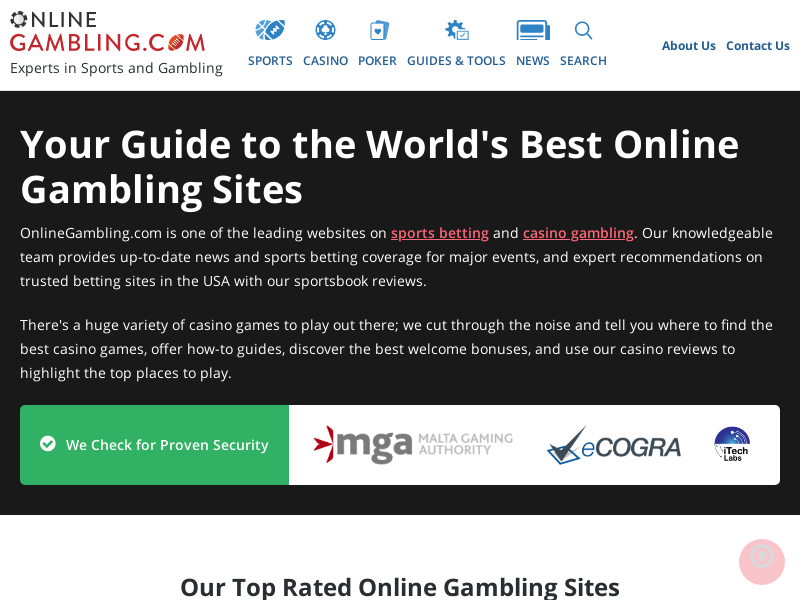 ONLINE
GAMBLING.COM
Experts in Sports and Gambling
SPORTS
CASINO
POKER
GUIDES & TOOLS
NEWS
SEARCH
About Us
Contact Us
Your Guide to the World's Best Online
Gambling Sites
OnlineGambling.com is one of the leading websites on sports betting and casino gambling. Our knowledgeable
team provides up-to-date news and sports betting coverage for major events, and expert recommendations on
trusted betting sites in the USA with our sportsbook reviews.
There's a huge variety of casino games to play out there; we cut through the noise and tell you where to find the
best casino games, offer how-to guides, discover the best welcome bonuses, and use our casino reviews to
highlight the top places to play.
We Check for Proven Security
mga MALTA GAMING
AUTHORITY
eCOGRA
iTech
Labs
Our Top Rated Online Gambling Sites